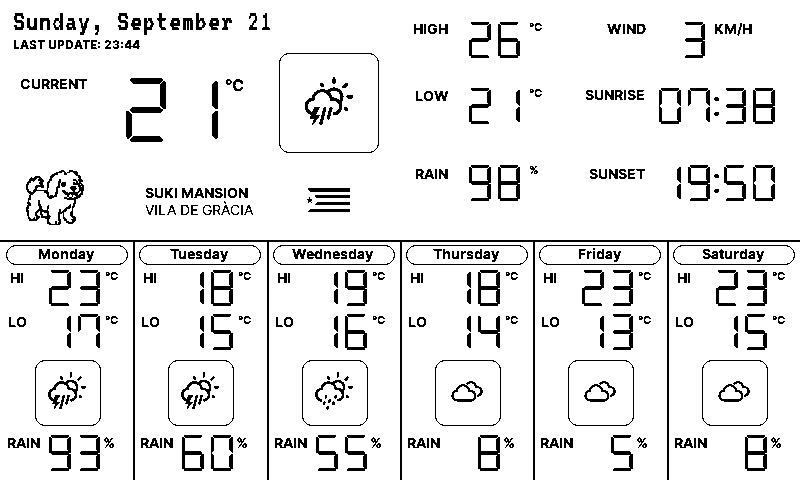 Sunday, September 21
LAST UPDATE: 23:44
CURRENT 21 °C
SUKI MANSION
VILA DE GRÀCIA
HIGH 26 °C
LOW 21 °C
RAIN 98 %
WIND 3 KM/H
SUNRISE 07:38
SUNSET 19:50
Monday
HI 23 °C
LO 17 °C
RAIN 93 %
Tuesday
HI 18 °C
LO 15 °C
RAIN 60 %
Wednesday
HI 19 °C
LO 16 °C
RAIN 55 %
Thursday
HI 18 °C
LO 14 °C
RAIN 8 %
Friday
HI 23 °C
LO 13 °C
RAIN 5 %
Saturday
HI 23 °C
LO 15 °C
RAIN 8 %